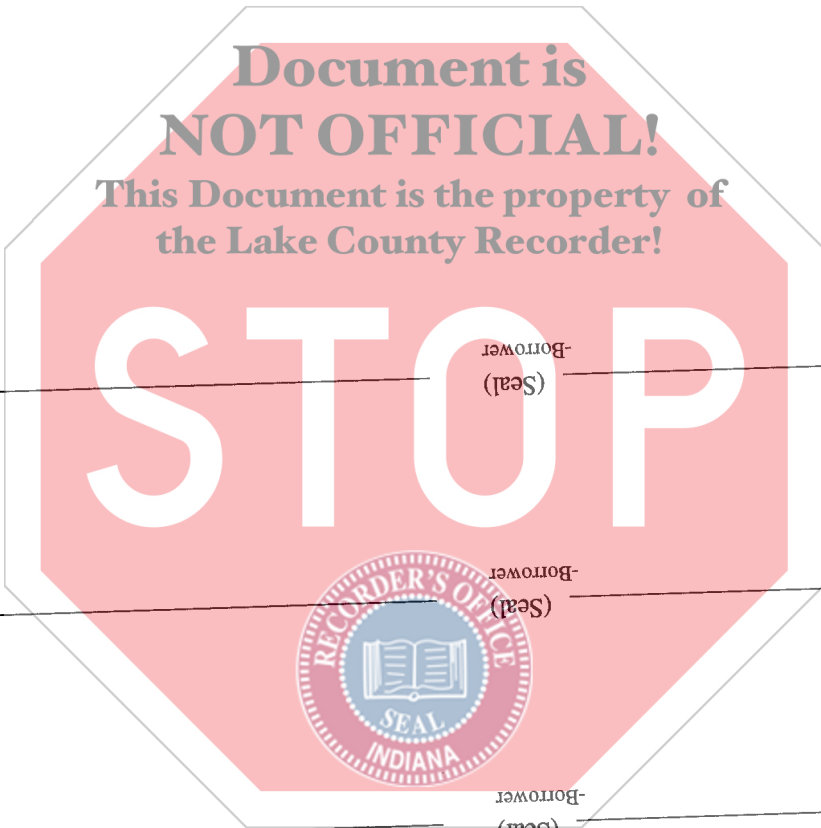 Document is
NOT OFFICIAL!
This Document is the property of
the Lake County Recorder!
STOP
-Borrower
(Seal)
-Borrower
(Seal)
RECORDER'S OFFICE
SEAL
INDIANA
-Borrower
(Seal)